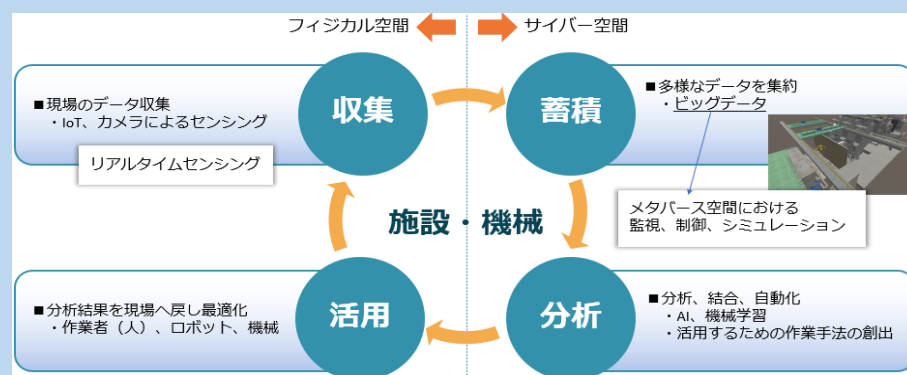 フィジカル空間
サイバー空間
■現場のデータ収集
・IoT、カメラによるセンシング
リアルタイムセンシング
収集
蓄積
■多様なデータを集約
・ビッグデータ
メタバース空間における
監視、制御、シミュレーション
施設・機械
■分析結果を現場へ戻し最適化
・作業者（人）、ロボット、機械
活用
分析
■分析、結合、自動化
・AI、機械学習
・活用するための作業手法の創出